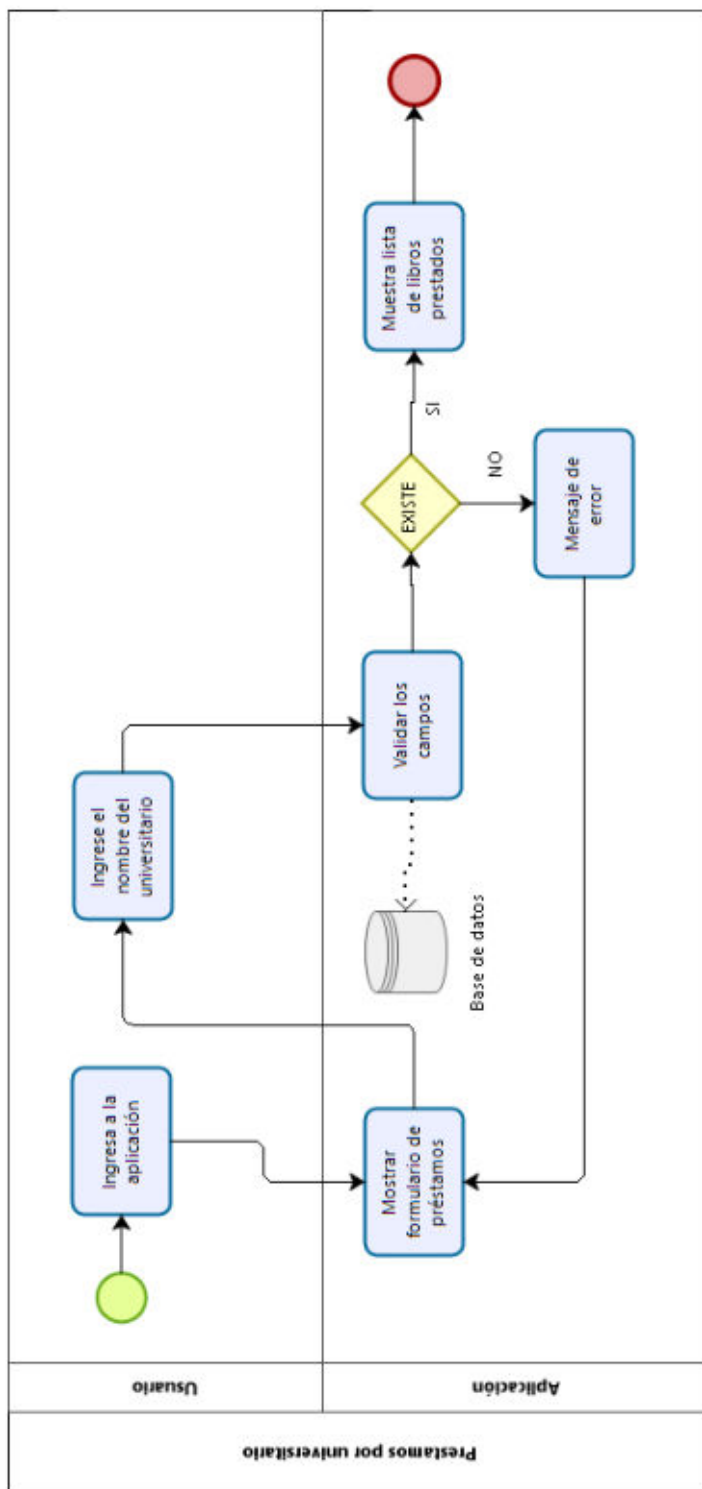 Prestamos por universitario
Usuario
Aplicación
Ingresa a la
aplicación
Mostrar
formulario de
préstamos
Ingrese el
nombre del
universitario
Validar los
campos
Base de datos
EXISTE
SI
NO
Muestra lista
de libros
prestados
Mensaje de
error